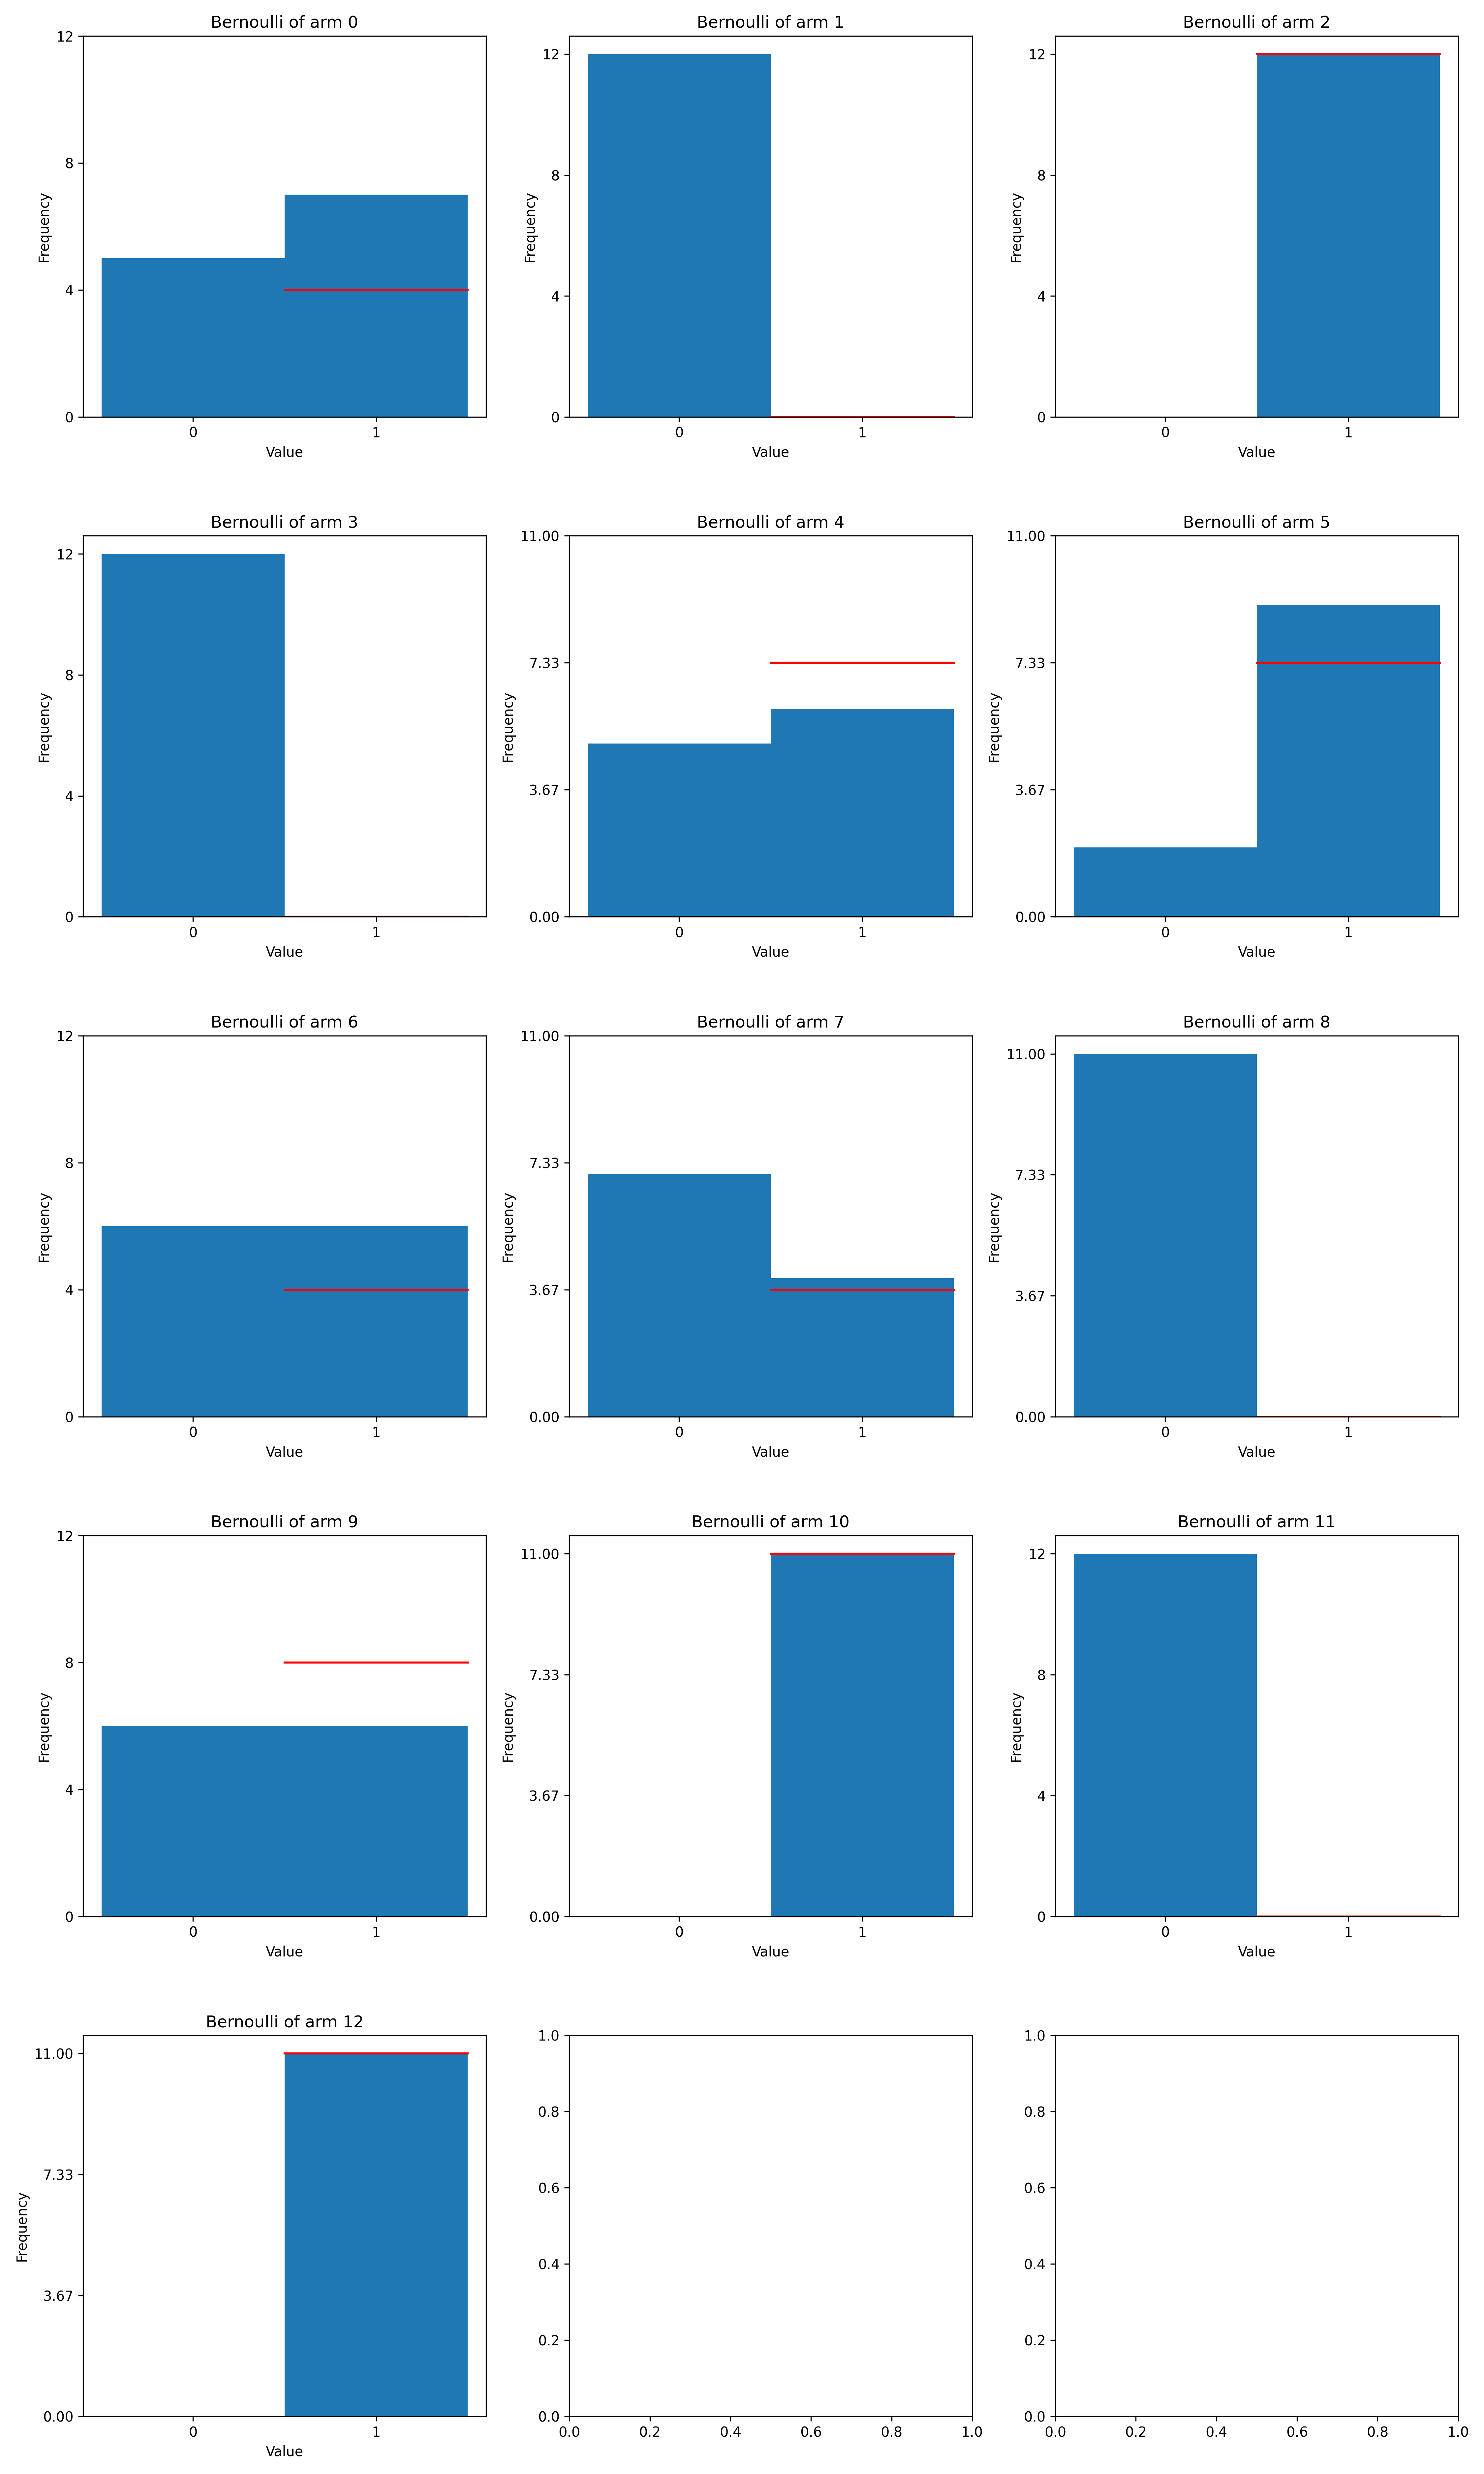 Bernoulli of arm 0
12
8
4
0
Frequency
0 1
Value
Bernoulli of arm 1
12
8
4
0
Frequency
0 1
Value
Bernoulli of arm 2
12
8
4
0
Frequency
0 1
Value
Bernoulli of arm 3
12
8
4
0
Frequency
0 1
Value
Bernoulli of arm 4
11.00
7.33
3.67
0.00
Frequency
0 1
Value
Bernoulli of arm 5
11.00
7.33
3.67
0.00
Frequency
0 1
Value
Bernoulli of arm 6
12
8
4
0
Frequency
0 1
Value
Bernoulli of arm 7
11.00
7.33
3.67
0.00
Frequency
0 1
Value
Bernoulli of arm 8
11.00
7.33
3.67
0.00
Frequency
0 1
Value
Bernoulli of arm 9
12
8
4
0
Frequency
0 1
Value
Bernoulli of arm 10
11.00
7.33
3.67
0.00
Frequency
0 1
Value
Bernoulli of arm 11
12
8
4
0
Frequency
0 1
Value
Bernoulli of arm 12
11.00
7.33
3.67
0.00
Frequency
0 1
Value
1.0
0.8
0.6
0.4
0.2
0.0
0.0 0.2 0.4 0.6 0.8 1.0
1.0
0.8
0.6
0.4
0.2
0.0
0.0 0.2 0.4 0.6 0.8 1.0